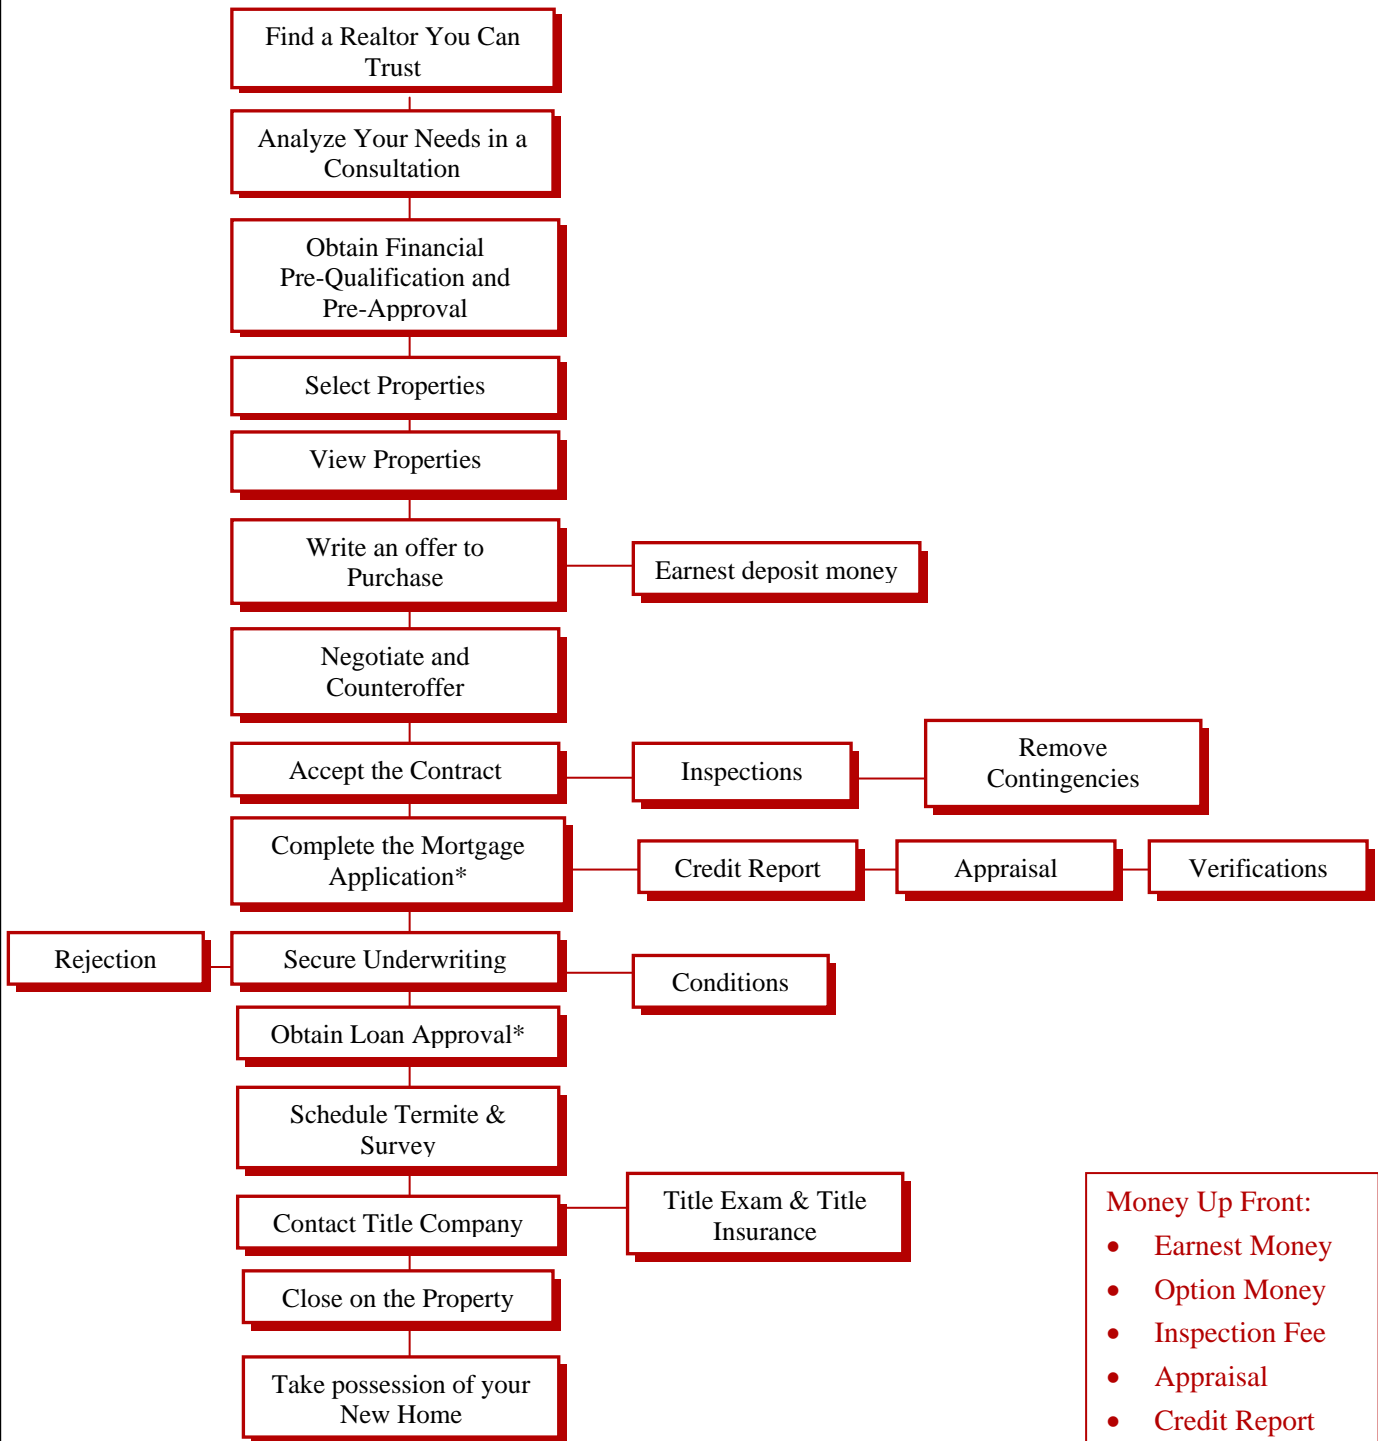 Find a Realtor You Can
Trust
Analyze Your Needs in a
Consultation
Obtain Financial
Pre-Qualification and
Pre-Approval
Select Properties
View Properties
Write an offer to
Purchase
Earnest deposit money
Negotiate and
Counteroffer
Accept the Contract
Inspections
Remove
Contingencies
Complete the Mortgage
Application*
Credit Report
Appraisal
Verifications
Rejection
Secure Underwriting
Conditions
Obtain Loan Approval*
Schedule Termite &
Survey
Contact Title Company
Title Exam & Title
Insurance
Close on the Property
Take possession of your
New Home
Money Up Front:
• Earnest Money
• Option Money
• Inspection Fee
• Appraisal
• Credit Report